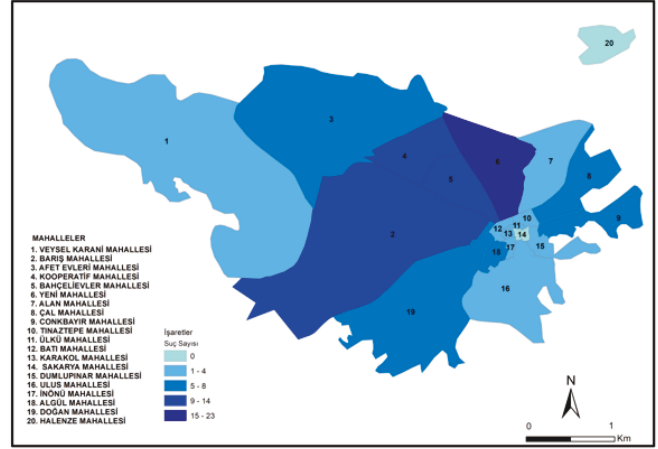 20
1
3
4
5
6
7
8
9
2
10
11
12
13
14
15
17
18
16
19
MAHALLELER
1. VEYSEL KARANİ MAHALLESİ
2. BARIŞ MAHALLESİ
3. AFET EVLERİ MAHALLESİ
4. KOOPERATİF MAHALLESİ
5. BAHÇELİEVLER MAHALLESİ
6. YENİ MAHALLESİ
7. ALAN MAHALLESİ
8. ÇAL MAHALLESİ
9. CONKBAYIR MAHALLESİ
10. TINAZTEPE MAHALLESİ
11. ÜLKÜ MAHALLESİ
12. BATI MAHALLESİ
13. KARAKOL MAHALLESİ
14. SAKARYA MAHALLESİ
15. DUMLUPINAR MAHALLESİ
16. ULUS MAHALLESİ
17. İNÖNÜ MAHALLESİ
18. ALGÜL MAHALLESİ
19. DOĞAN MAHALLESİ
20. HALENZE MAHALLESİ
İşaretler
Suç Sayısı
0
1 - 4
5 - 8
9 - 14
15 - 23
N
0 1
Km